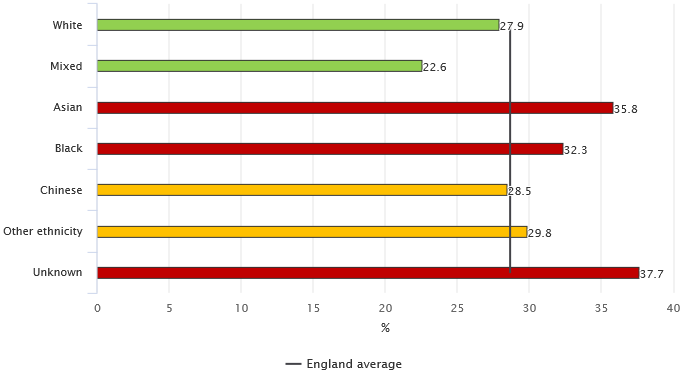 White 27.9
Mixed 22.6
Asian 35.8
Black 32.3
Chinese 28.5
Other ethnicity 29.8
Unknown 37.7
0 5 10 15 20 25 30 35 40
%
England average